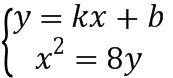 y = kx + b
x² = 8y